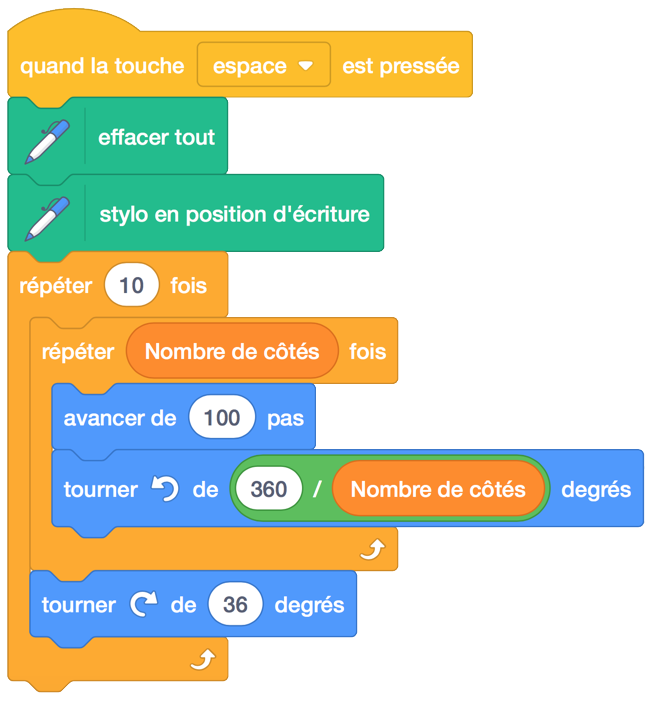 quand la touche espace est pressée
effacer tout
stylo en position d'écriture
répéter 10 fois
répéter Nombre de côtés fois
avancer de 100 pas
tourner de 360 / Nombre de côtés degrés
tourner de 36 degrés